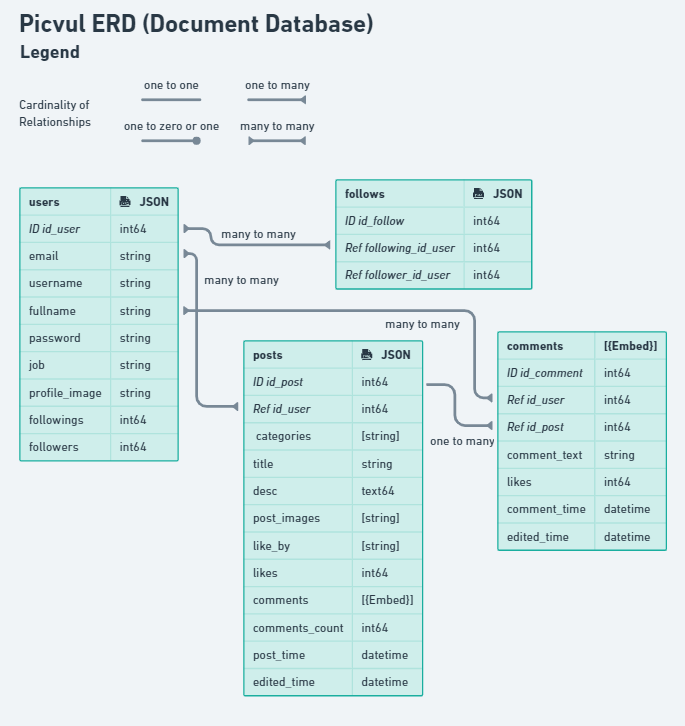 Picvul ERD (Document Database)
Legend
Cardinality of
Relationships
one to one
one to many
one to zero or one
many to many
users JSON
ID id_user int64
email string
username string
fullname string
password string
job string
profile_image string
followings int64
followers int64
many to many
many to many
many to many
one to many
follows JSON
ID id_follow int64
Ref following_id_user int64
Ref follower_id_user int64
posts JSON
ID id_post int64
Ref id_user int64
categories [string]
title string
desc text64
post_images [string]
like_by [string]
likes int64
comments [{Embed}]
comments_count int64
post_time datetime
edited_time datetime
comments [{Embed}]
ID id_comment int64
Ref id_user int64
Ref id_post int64
comment_text string
likes int64
comment_time datetime
edited_time datetime